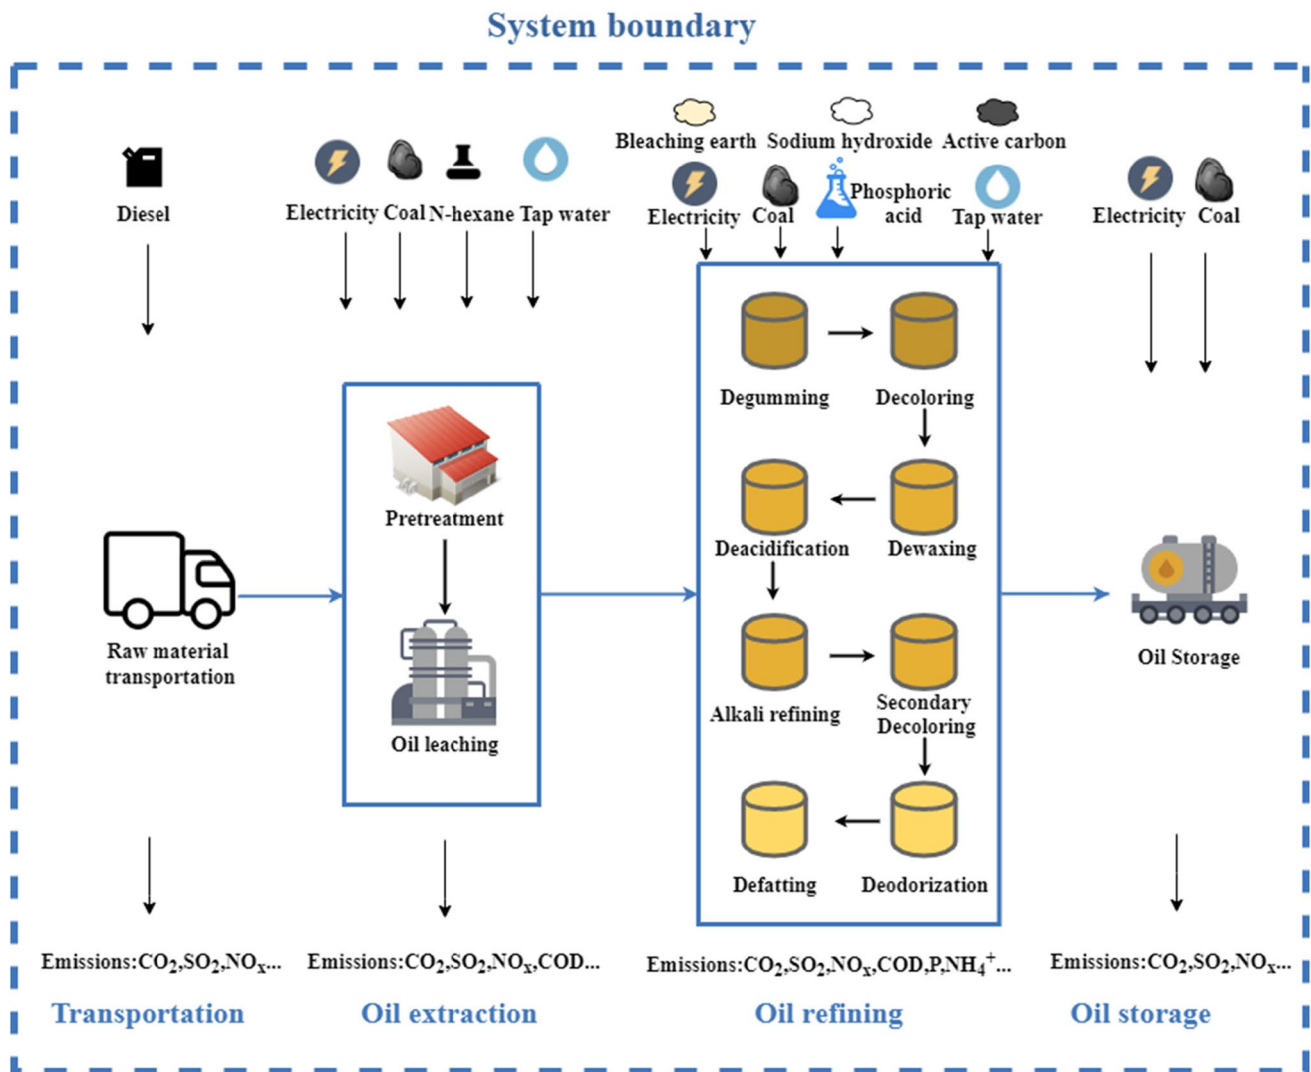 System boundary
Bleaching earth Sodium hydroxide Active carbon
Diesel
Electricity Coal N-hexane Tap water
Electricity Coal Phosphoric
acid Tap water
Electricity Coal
Degumming Decoloring
Pretreatment
Deacidification Dewaxing
Raw material
transportation
Oil Storage
Oil leaching
Alkali refining Secondary
Decoloring
Defatting Deodorization
Emissions:CO₂,SO₂,NOₓ... Emissions:CO₂,SO₂,NOₓ,COD... Emissions:CO₂,SO₂,NOₓ,COD,P,NH₄⁺... Emissions:CO₂,SO₂,NOₓ...
Transportation Oil extraction Oil refining Oil storage